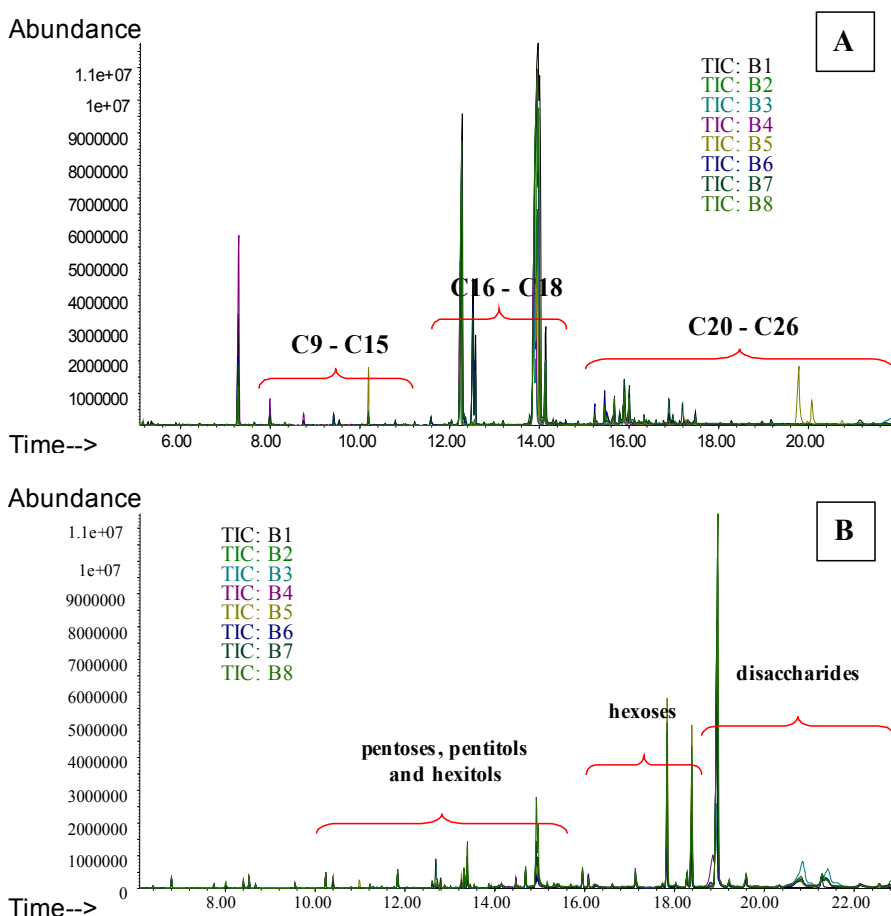 Abundance
A
1.1e+07
1e+07
9000000
8000000
7000000
6000000
5000000
4000000
3000000
2000000
1000000
TIC: B1
TIC: B2
TIC: B3
TIC: B4
TIC: B5
TIC: B6
TIC: B7
TIC: B8
C9 - C15
C16 - C18
C20 - C26
Time-->
6.00 8.00 10.00 12.00 14.00 16.00 18.00 20.00
Abundance
B
1.1e+07
1e+07
9000000
8000000
7000000
6000000
5000000
4000000
3000000
2000000
1000000
0
TIC: B1
TIC: B2
TIC: B3
TIC: B4
TIC: B5
TIC: B6
TIC: B7
TIC: B8
pentoses, pentitols
and hexitols
hexoses
disaccharides
8.00 10.00 12.00 14.00 16.00 18.00 20.00 22.00
Time-->